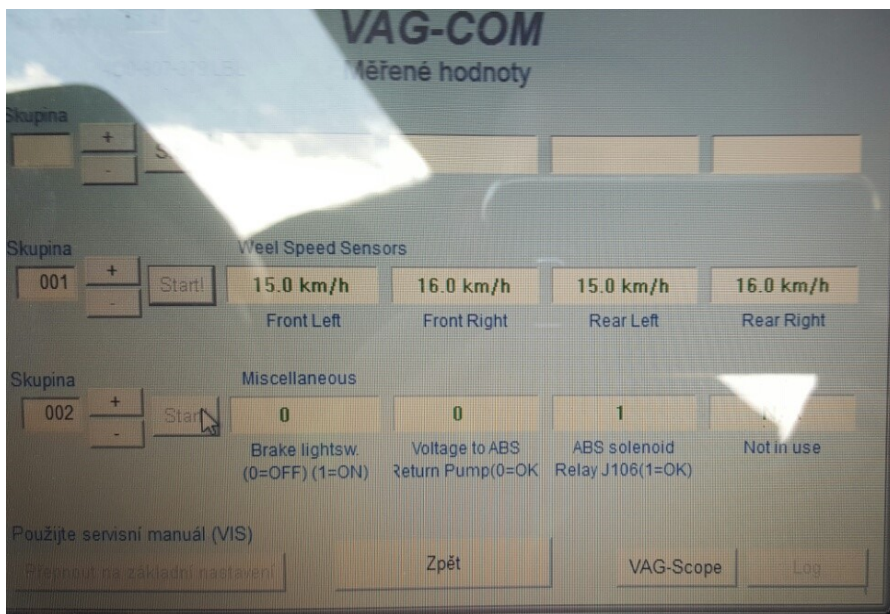 VAG-COM
Měřené hodnoty
Skupina
+
-
Skupina
Weel Speed Sensors
001
+
-
Start!
15.0 km/h
16.0 km/h
15.0 km/h
16.0 km/h
Front Left
Front Right
Rear Left
Rear Right
Skupina
Miscellaneous
002
+
-
Start
0
0
1
Brake lightsw.
(0=OFF) (1=ON)
Voltage to ABS
Return Pump(0=OK
ABS solenoid
Relay J106(1=OK)
Not in use
Použijte servisní manuál (VIS)
Přepnout na základní nastavení
Zpět
VAG-Scope
Log